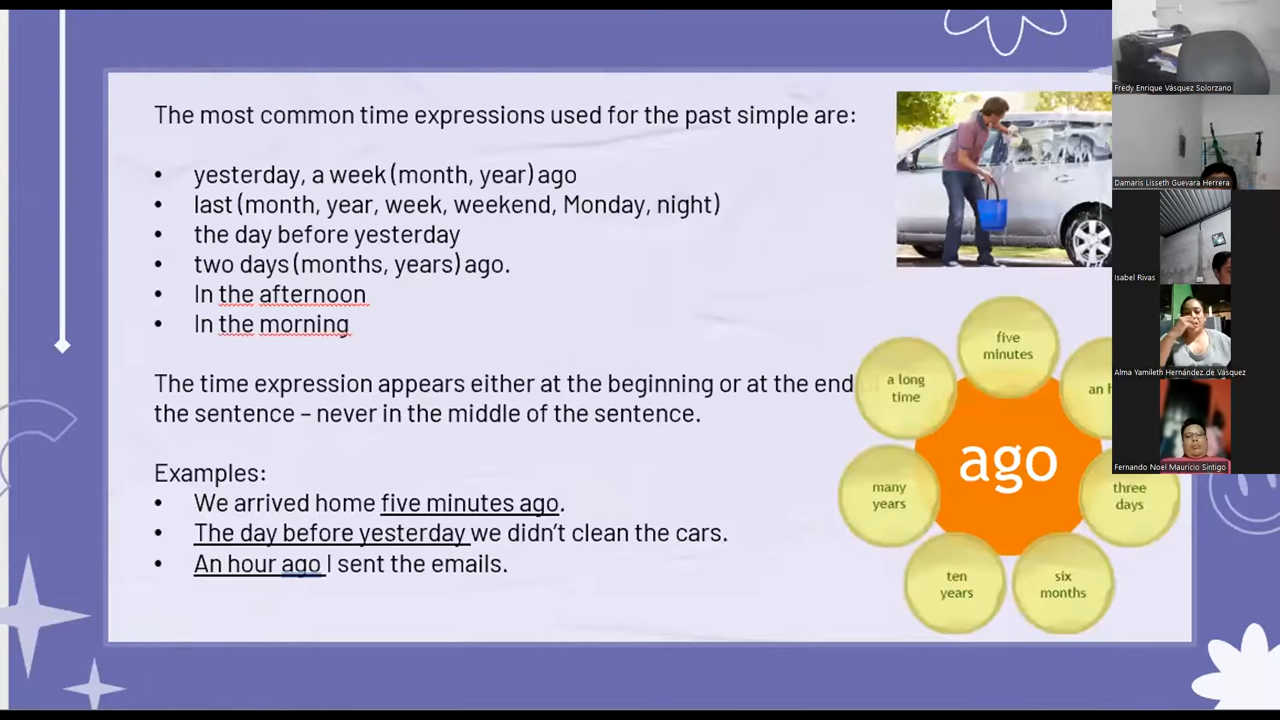 The most common time expressions used for the past simple are:
• yesterday, a week (month, year) ago
• last (month, year, week, weekend, Monday, night)
• the day before yesterday
• two days (months, years) ago.
• In the afternoon
• In the morning
The time expression appears either at the beginning or at the end
the sentence – never in the middle of the sentence.
Examples:
• We arrived home five minutes ago.
• The day before yesterday we didn't clean the cars.
• An hour ago I sent the emails.
five
minutes
a long
time
an h
ago
many
years
three
days
ten
years
six
months
Fredy Enrique Vásquez Solorzano
Damaris Lisseth Guevara Herrera
Isabel Rivas
Alma Yamileth Hernández de Vásquez
Fernando Noel Mauricio Sintigo